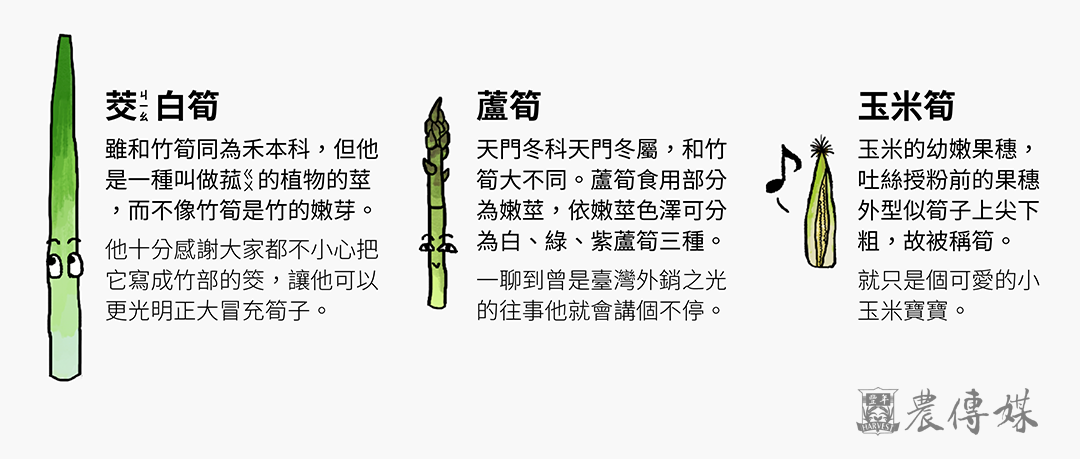 茭ㄐㄧㄠ白筍
雖和竹筍同為禾本科，但他
是一種叫做菰ㄍㄨ的植物的莖
，而不像竹筍是竹的嫩芽。
他十分感謝大家都不小心把
它寫成竹部的筊，讓他可以
更光明正大冒充筍子。
蘆筍
天門冬科天門冬屬，和竹
筍大不同。蘆筍食用部分
為嫩莖，依嫩莖色澤可分
為白、綠、紫蘆筍三種。
一聊到曾是臺灣外銷之光
的往事他就會講個不停。
玉米筍
玉米的幼嫩果穗，
吐絲授粉前的果穗
外型似筍子上尖下
粗，故被稱筍。
就只是個可愛的小
玉米寶寶。
豐年
HARVEST
農傳媒